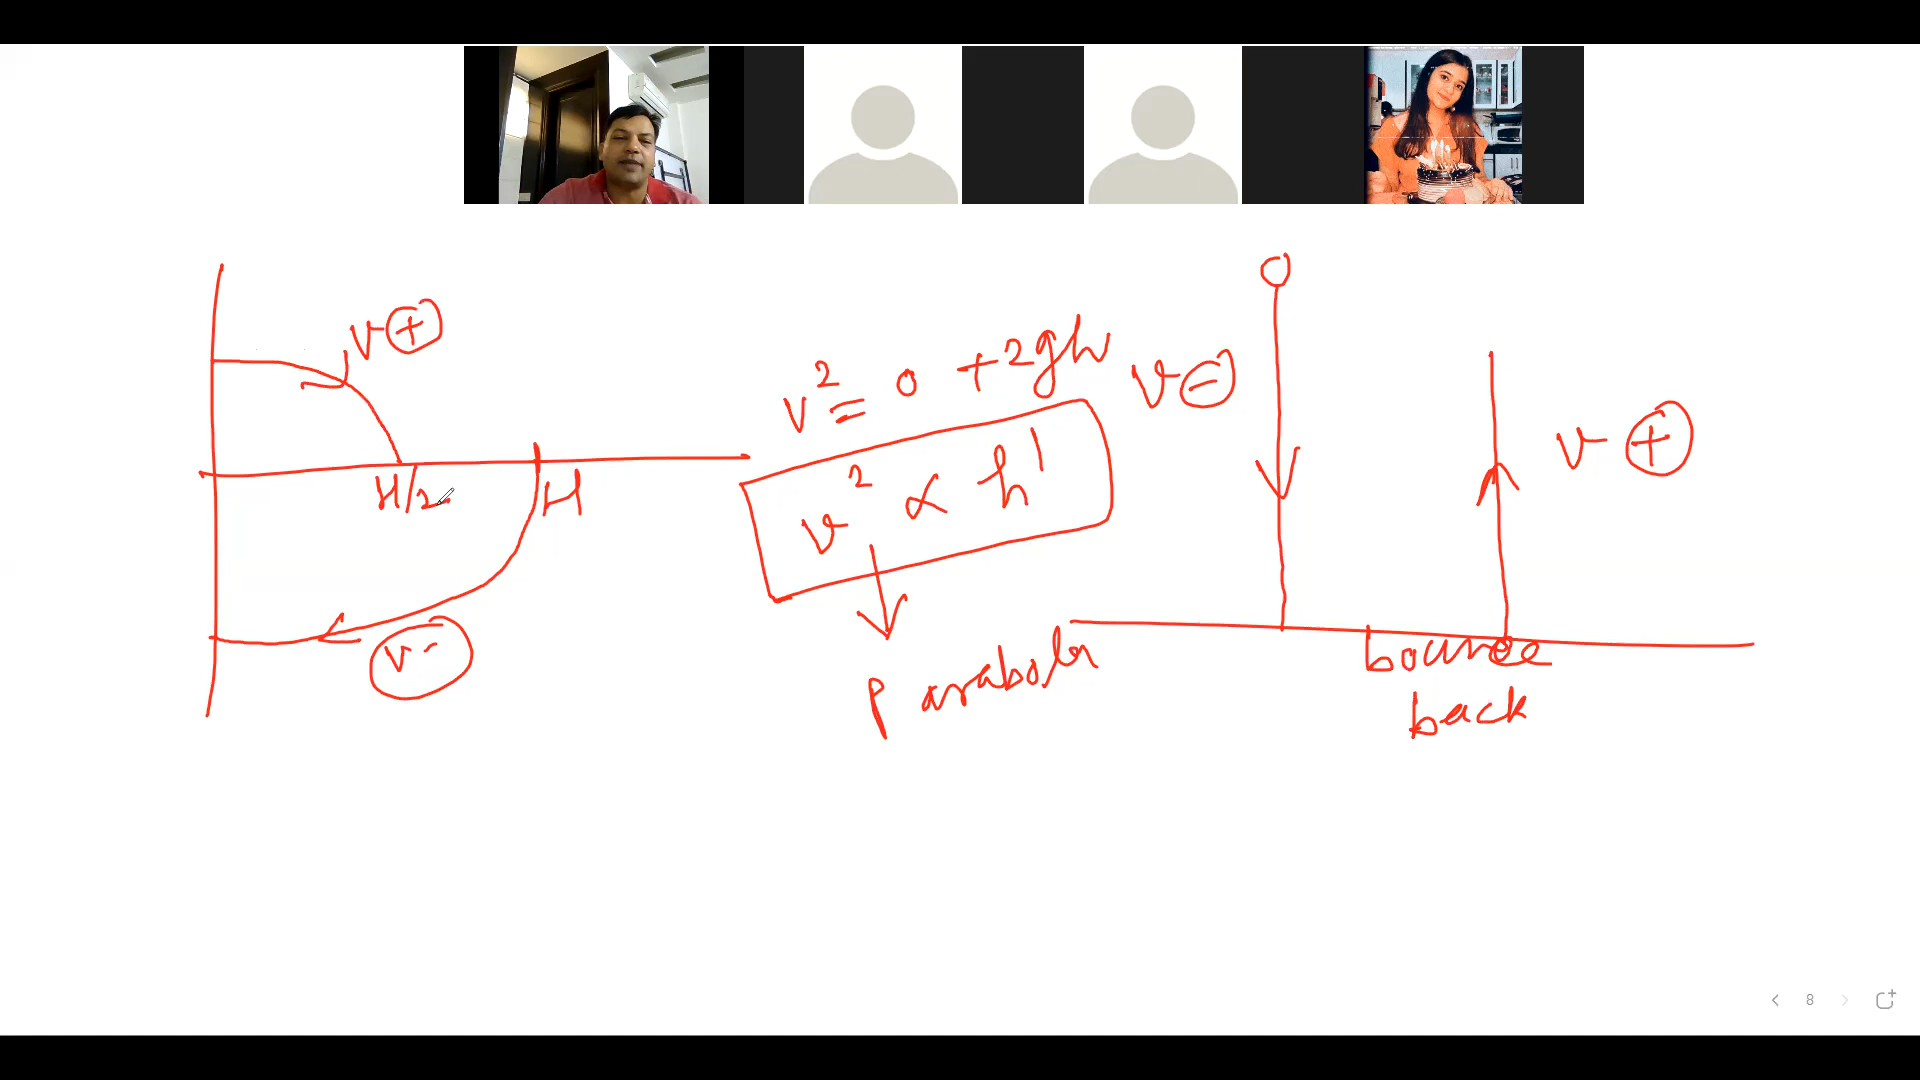 v ⊕
H/2
H
v -
v² = 0 + 2gh
v² ∝ h¹
parabola
v ⊖
v ⊕
bounce
back
8